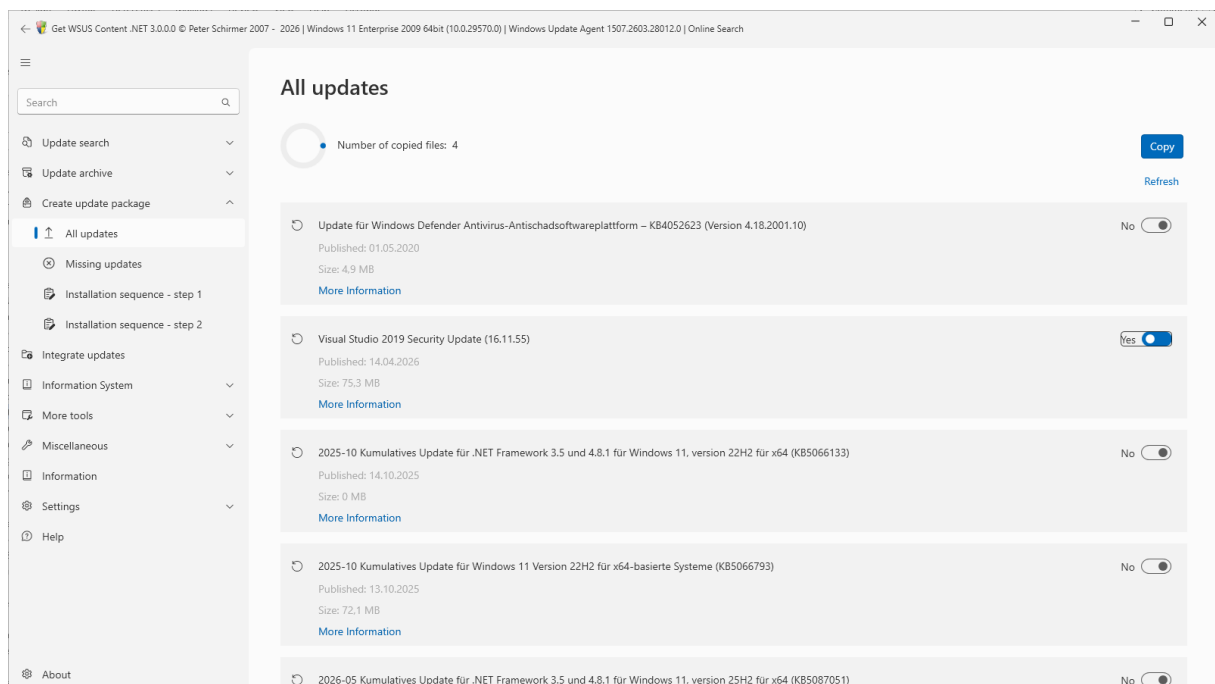 Get WSUS Content .NET 3.0.0.0 © Peter Schirmer 2007 - 2026 | Windows 11 Enterprise 2009 64bit (10.0.29570.0) | Windows Update Agent 1507.2603.28012.0 | Online Search
Search
Update search
Update archive
Create update package
All updates
Missing updates
Installation sequence - step 1
Installation sequence - step 2
Integrate updates
Information System
More tools
Miscellaneous
Information
Settings
Help
About
All updates
Number of copied files: 4
Copy
Refresh
Update für Windows Defender Antivirus-Antischadsoftwareplattform – KB4052623 (Version 4.18.2001.10)
No
Published: 01.05.2020
Size: 4,9 MB
More Information
Visual Studio 2019 Security Update (16.11.55)
Yes
Published: 14.04.2026
Size: 75,3 MB
More Information
2025-10 Kumulatives Update für .NET Framework 3.5 und 4.8.1 für Windows 11, version 22H2 für x64 (KB5066133)
No
Published: 14.10.2025
Size: 0 MB
More Information
2025-10 Kumulatives Update für Windows 11 Version 22H2 für x64-basierte Systeme (KB5066793)
No
Published: 13.10.2025
Size: 72,1 MB
More Information
2026-05 Kumulatives Update für .NET Framework 3.5 und 4.8.1 für Windows 11, version 25H2 für x64 (KB5087051)
No